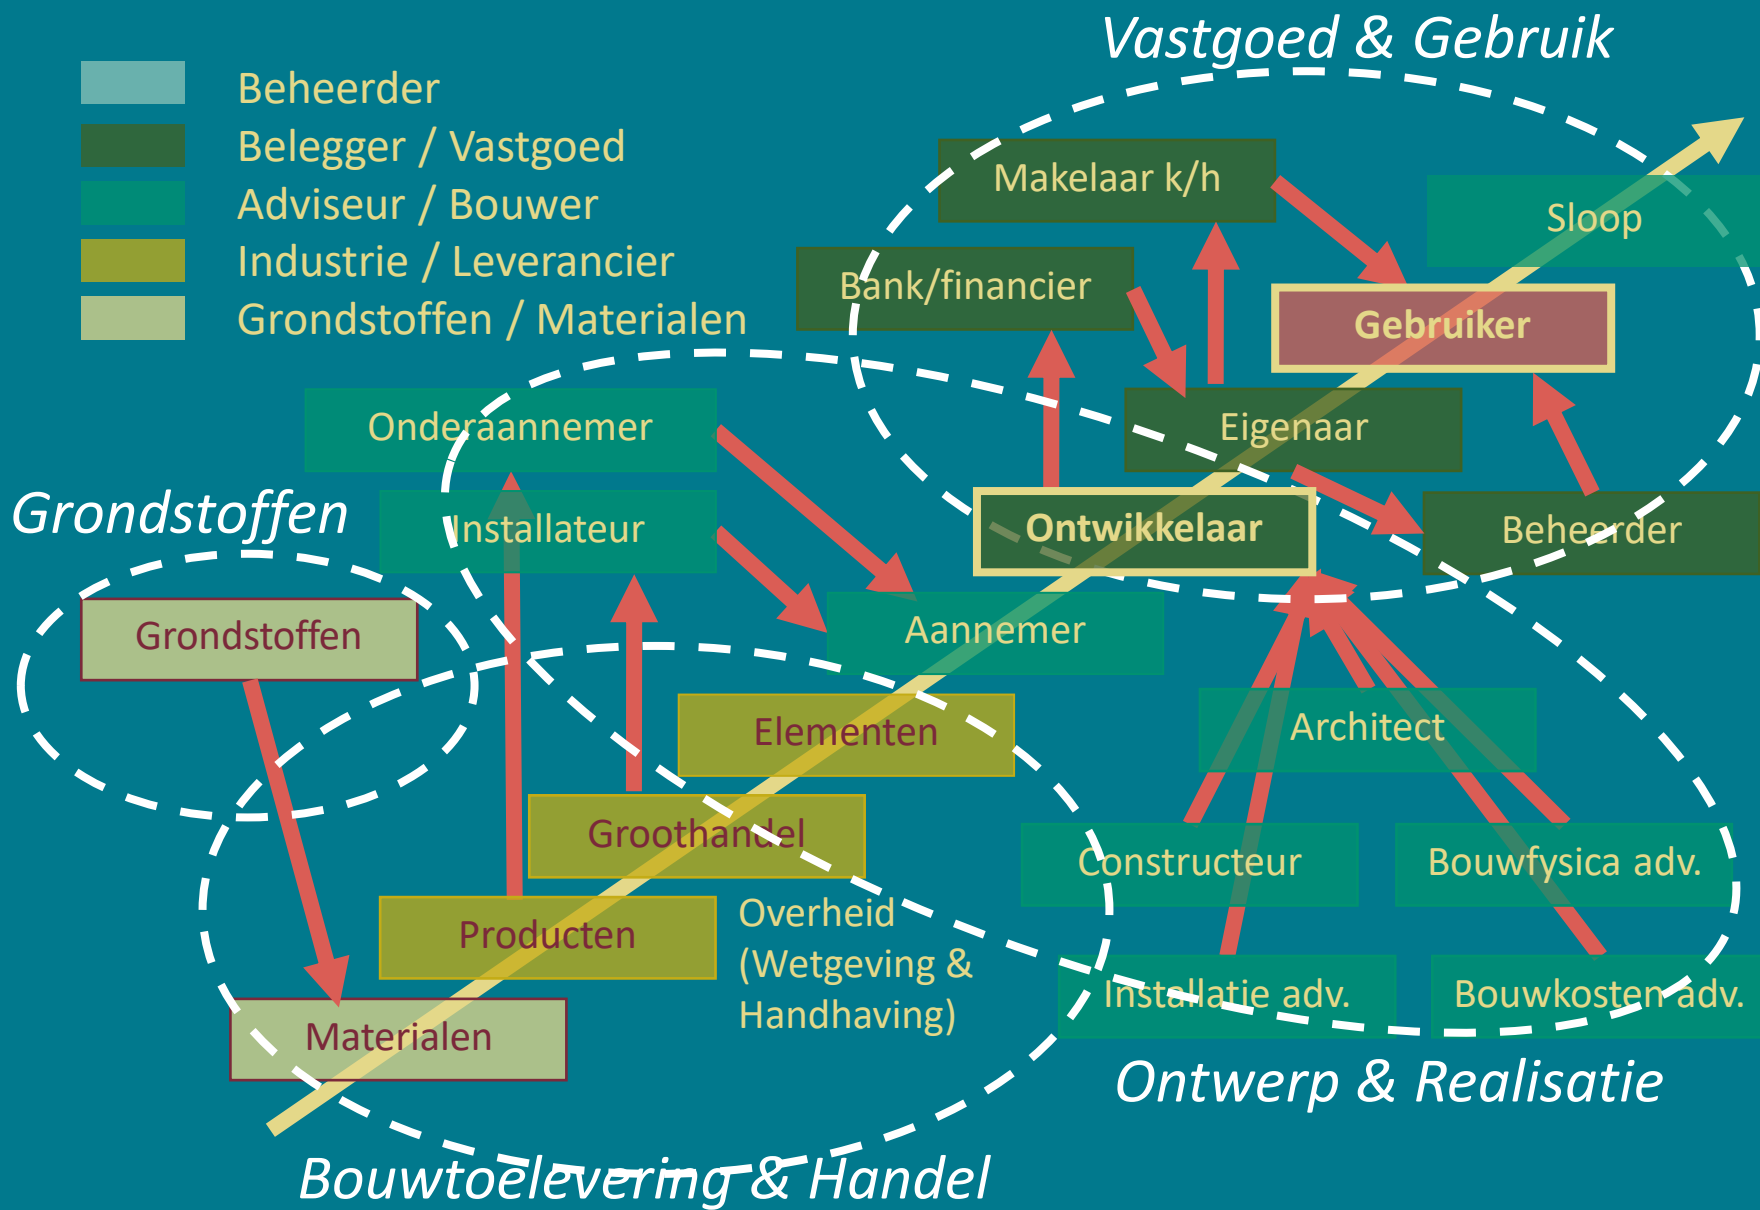 Vastgoed & Gebruik
Beheerder
Belegger / Vastgoed
Adviseur / Bouwer
Industrie / Leverancier
Grondstoffen / Materialen
Makelaar k/h
Sloop
Bank/financier
Gebruiker
Onderaannemer
Eigenaar
Grondstoffen
Installateur
Ontwikkelaar
Beheerder
Grondstoffen
Aannemer
Elementen
Architect
Groothandel
Constructeur
Bouwfysica adv.
Producten
Overheid
(Wetgeving &
Handhaving)
Installatie adv.
Bouwkosten adv.
Materialen
Ontwerp & Realisatie
Bouwtoelevering & Handel